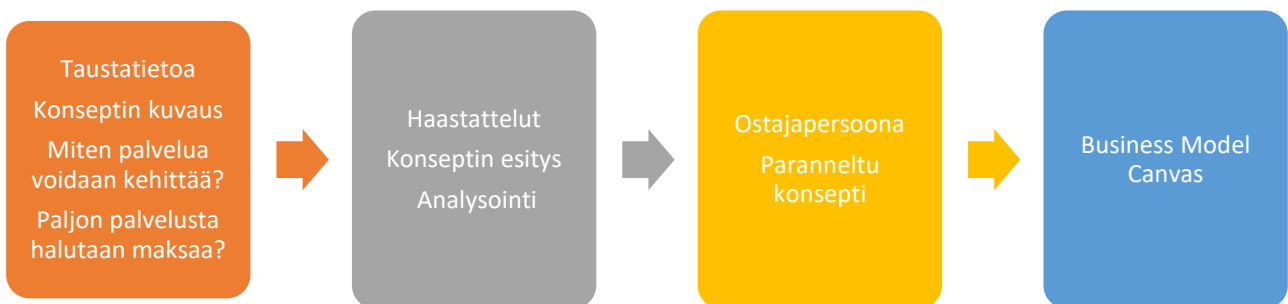 Taustatietoa
Konseptin kuvaus
Miten palvelua
voidaan kehittää?
Paljon palvelusta
halutaan maksaa?
Haastattelut
Konseptin esitys
Analysointi
Ostajapersoona
Paranneltu
konsepti
Business Model
Canvas